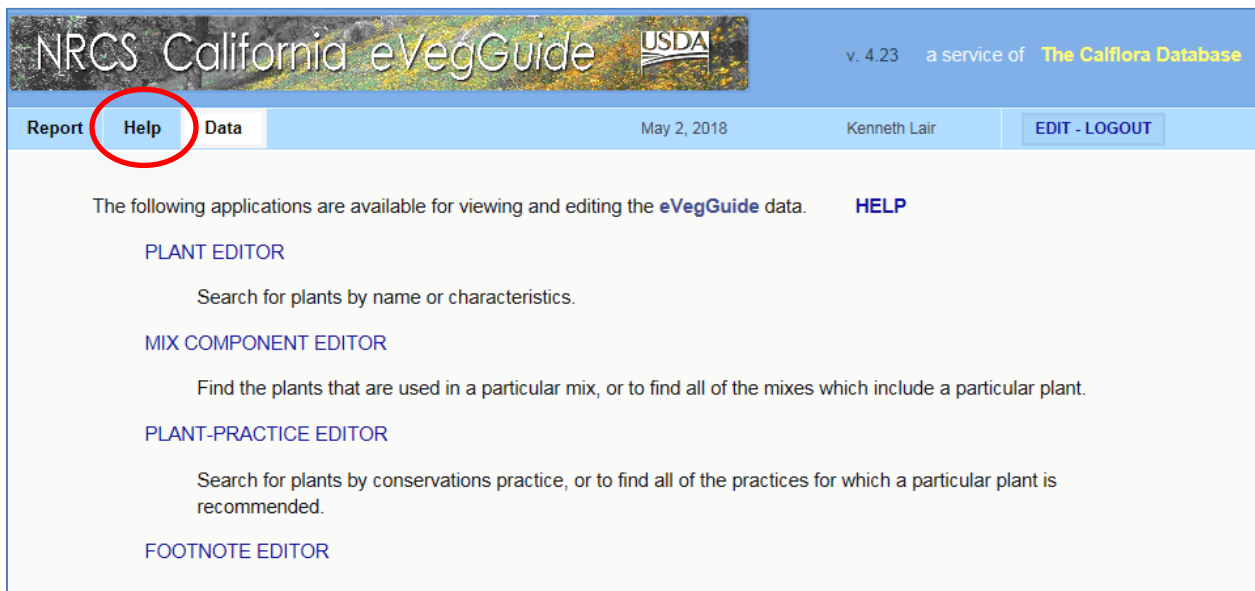 NRCS California eVegGuide USDA v. 4.23 a service of The Calflora Database
Report Help Data May 2, 2018 Kenneth Lair EDIT - LOGOUT
The following applications are available for viewing and editing the eVegGuide data. HELP
PLANT EDITOR
Search for plants by name or characteristics.
MIX COMPONENT EDITOR
Find the plants that are used in a particular mix, or to find all of the mixes which include a particular plant.
PLANT-PRACTICE EDITOR
Search for plants by conservations practice, or to find all of the practices for which a particular plant is
recommended.
FOOTNOTE EDITOR